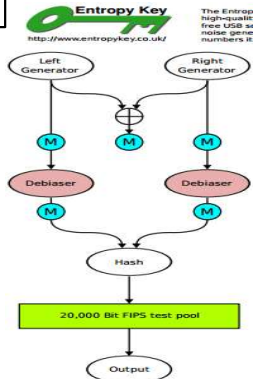 Entropy Key
http://www.entropykey.co.uk/
The Entrop
high-quality
free USB s
noise gene
numbers it
Left
Generator
Right
Generator
M
M
M
Debiaser
Debiaser
M
M
Hash
20,000 Bit FIPS test pool
Output